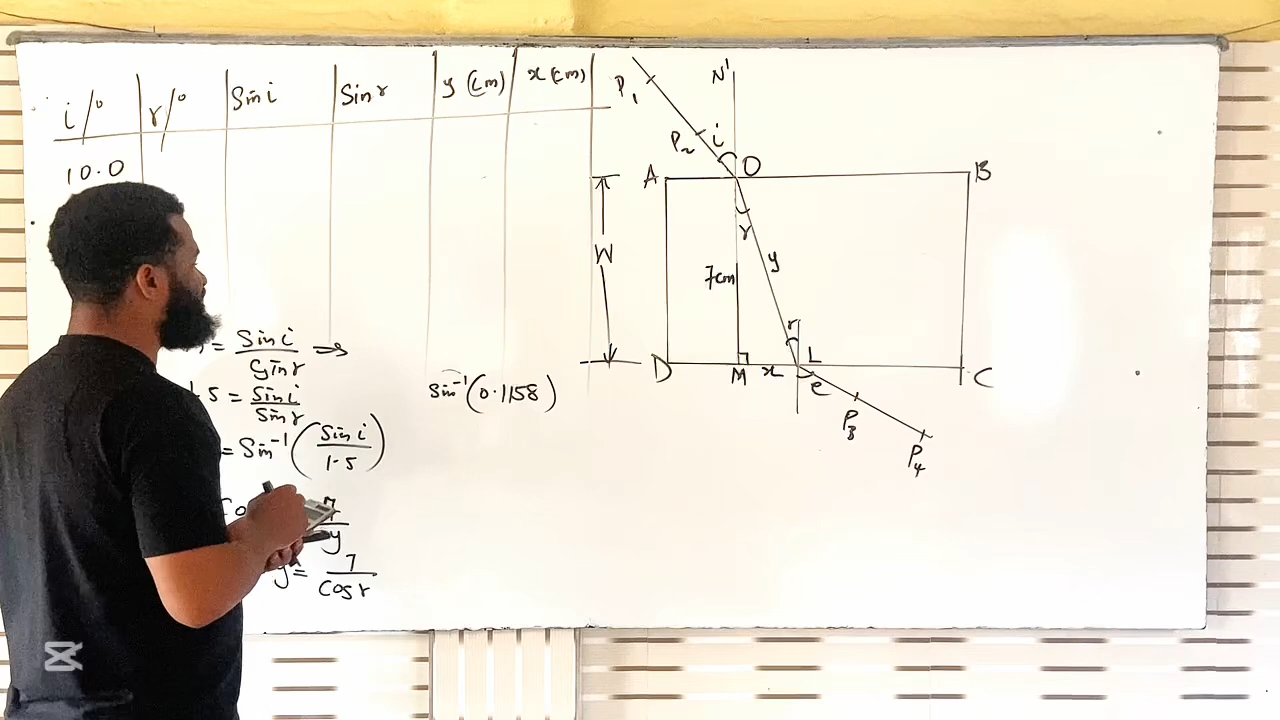 i/° r/° Sin i Sin r y (cm) x (cm)
10.0
= Sin i / Sin r ⇒
5 = Sin i / Sin r
= Sin⁻¹ (Sin i / 1.5)
Sin⁻¹ (0.1158)
7 / y
y = 7 / Cos r
P₁
N'
P₂
i
O
A
B
W
r
y
7cm
r
D
M
x
L
C
e
P₃
P₄